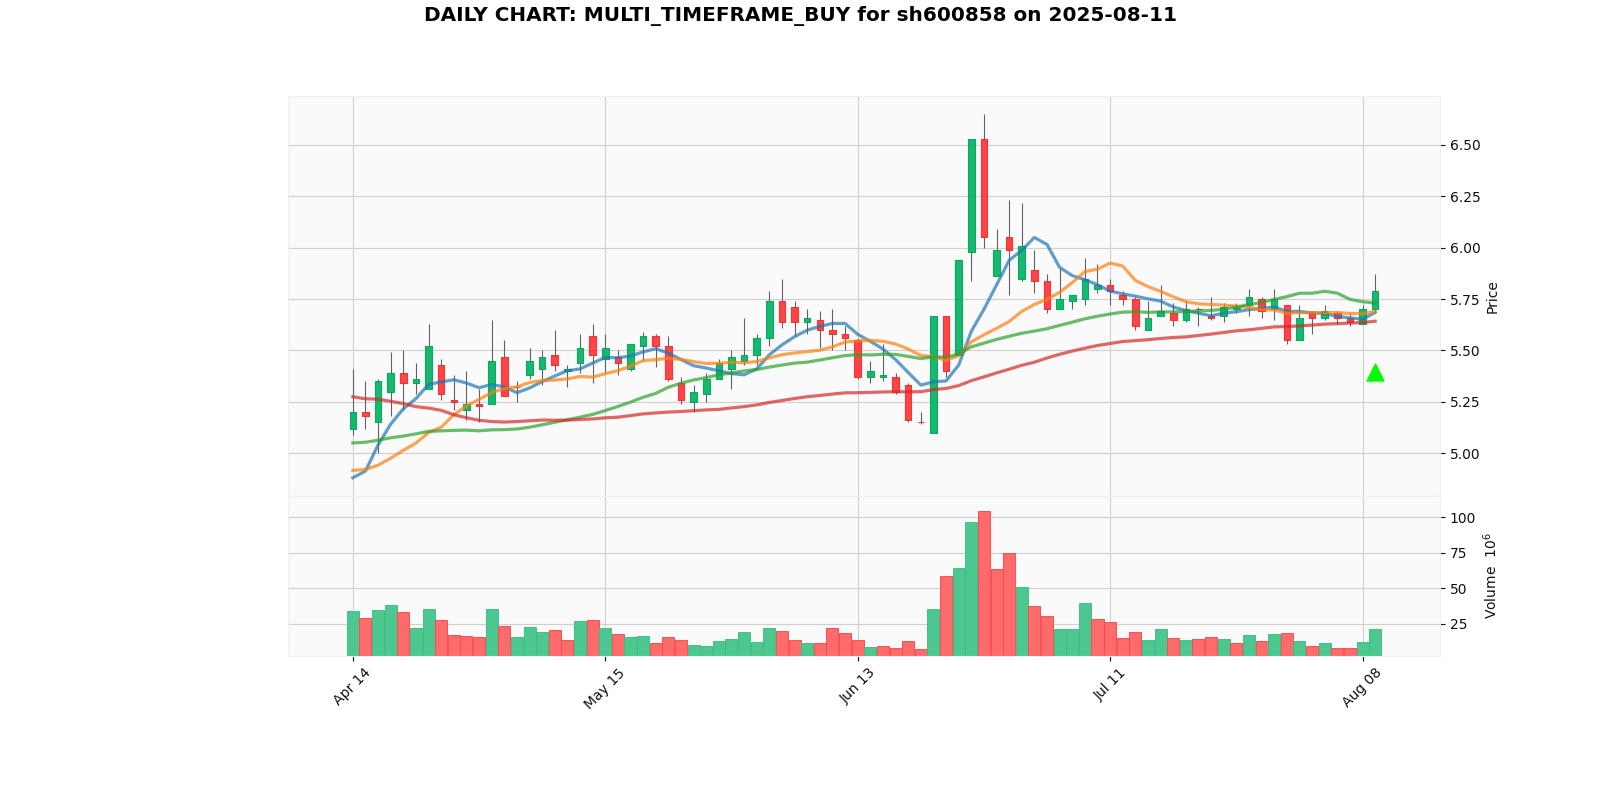 DAILY CHART: MULTI_TIMEFRAME_BUY for sh600858 on 2025-08-11
6.50
6.25
6.00
5.75
5.50
5.25
5.00
Price
100
75
50
25
Volume 10^6
Apr 14
May 15
Jun 13
Jul 11
Aug 08